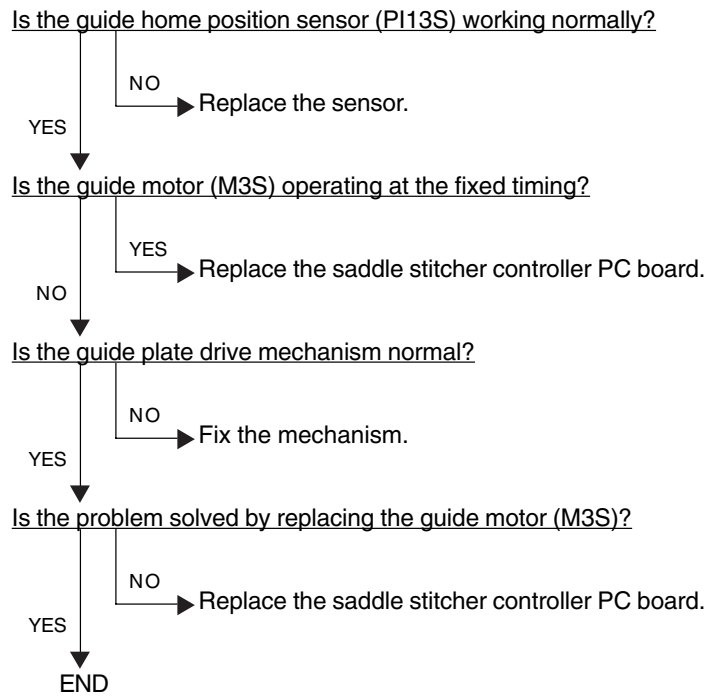 Is the guide home position sensor (PI13S) working normally?
NO
Replace the sensor.
YES
Is the guide motor (M3S) operating at the fixed timing?
YES
Replace the saddle stitcher controller PC board.
NO
Is the guide plate drive mechanism normal?
NO
Fix the mechanism.
YES
Is the problem solved by replacing the guide motor (M3S)?
NO
Replace the saddle stitcher controller PC board.
YES
END